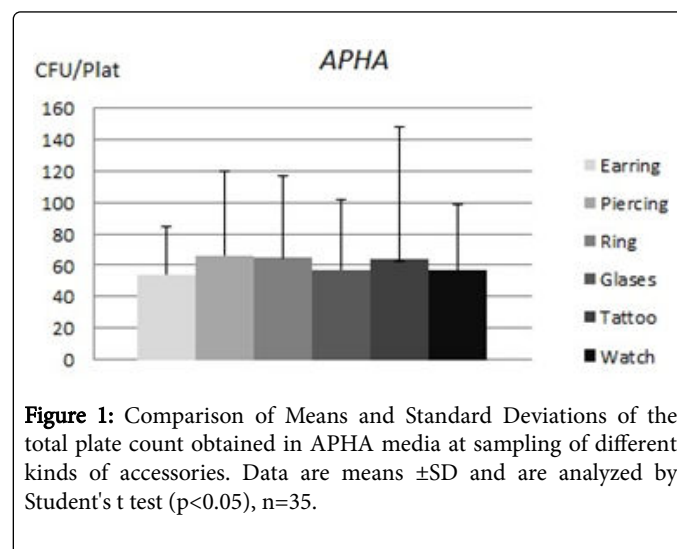 APHA
CFU/Plat
160
140
120
100
80
60
40
20
0
Earring
Piercing
Ring
Glases
Tattoo
Watch
Figure 1: Comparison of Means and Standard Deviations of the
total plate count obtained in APHA media at sampling of different
kinds of accessories. Data are means ±SD and are analyzed by
Student's t test (p<0.05), n=35.